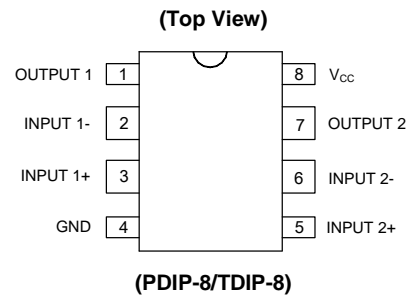 (Top View)
OUTPUT 1 1 8 VCC
INPUT 1- 2 7 OUTPUT 2
INPUT 1+ 3 6 INPUT 2-
GND 4 5 INPUT 2+
(PDIP-8/TDIP-8)